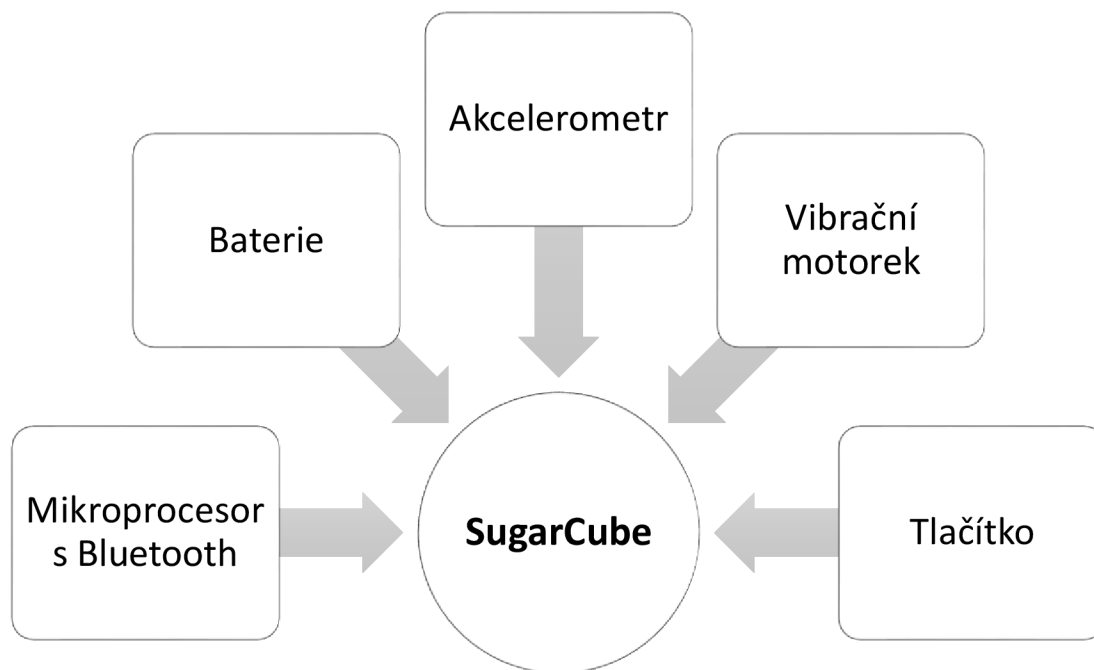 Akcelerometr
Baterie
Vibrační
motorek
Mikroprocesor
s Bluetooth
SugarCube
Tlačítko